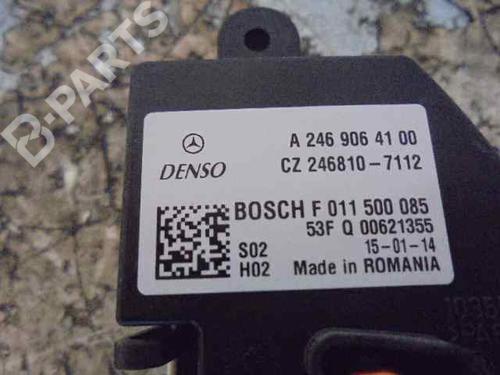 B-PARTS
A 246 906 41 00
DENSO CZ 246810-7112
BOSCH F 011 500 085
53F Q 00621355
S02 15-01-14
H02 Made in ROMANIA